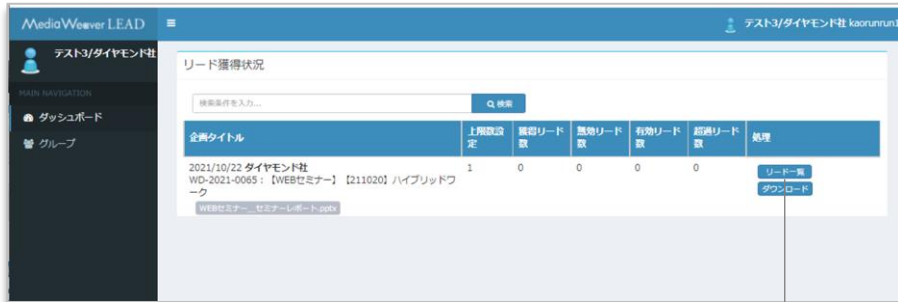 MediaWeaver LEAD
テスト3/ダイヤモンド社 kaorunrun1
テスト3/ダイヤモンド社
MAIN NAVIGATION
ダッシュボード
グループ
リード獲得状況
検索条件を入力...
検索
企画タイトル
上限数設
定
獲得リード
数
無効リード
数
有効リード
数
超過リード
数
処理
2021/10/22 ダイヤモンド社
WD-2021-0065：【WEBセミナー】【211020】ハイブリッドワ
ーク
1
0
0
0
0
リード一覧
ダウンロード
WEBセミナー__セミナーレポート.pptx